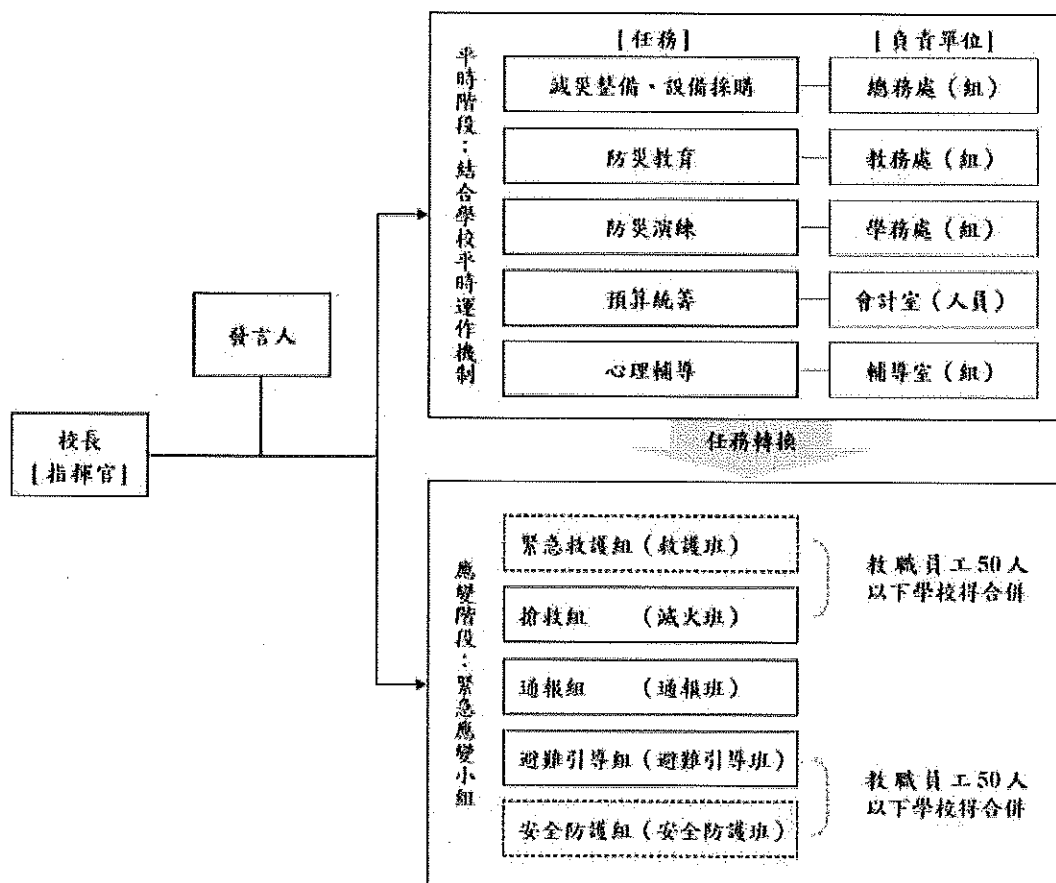 發言人
校長
[指揮官]
平時階段：結合學校平時運作機制
[任務] [負責單位]
減災整備、設備採購 總務處（組）
防災教育 教務處（組）
防災演練 學務處（組）
預算統籌 會計室（人員）
心理輔導 輔導室（組）
任務轉換
應變階段：緊急應變小組
緊急救護組（救護班）
搶救組 （滅火班）
通報組 （通報班）
避難引導組（避難引導班）
安全防護組（安全防護班）
教職員工50人
以下學校得合併
教職員工50人
以下學校得合併